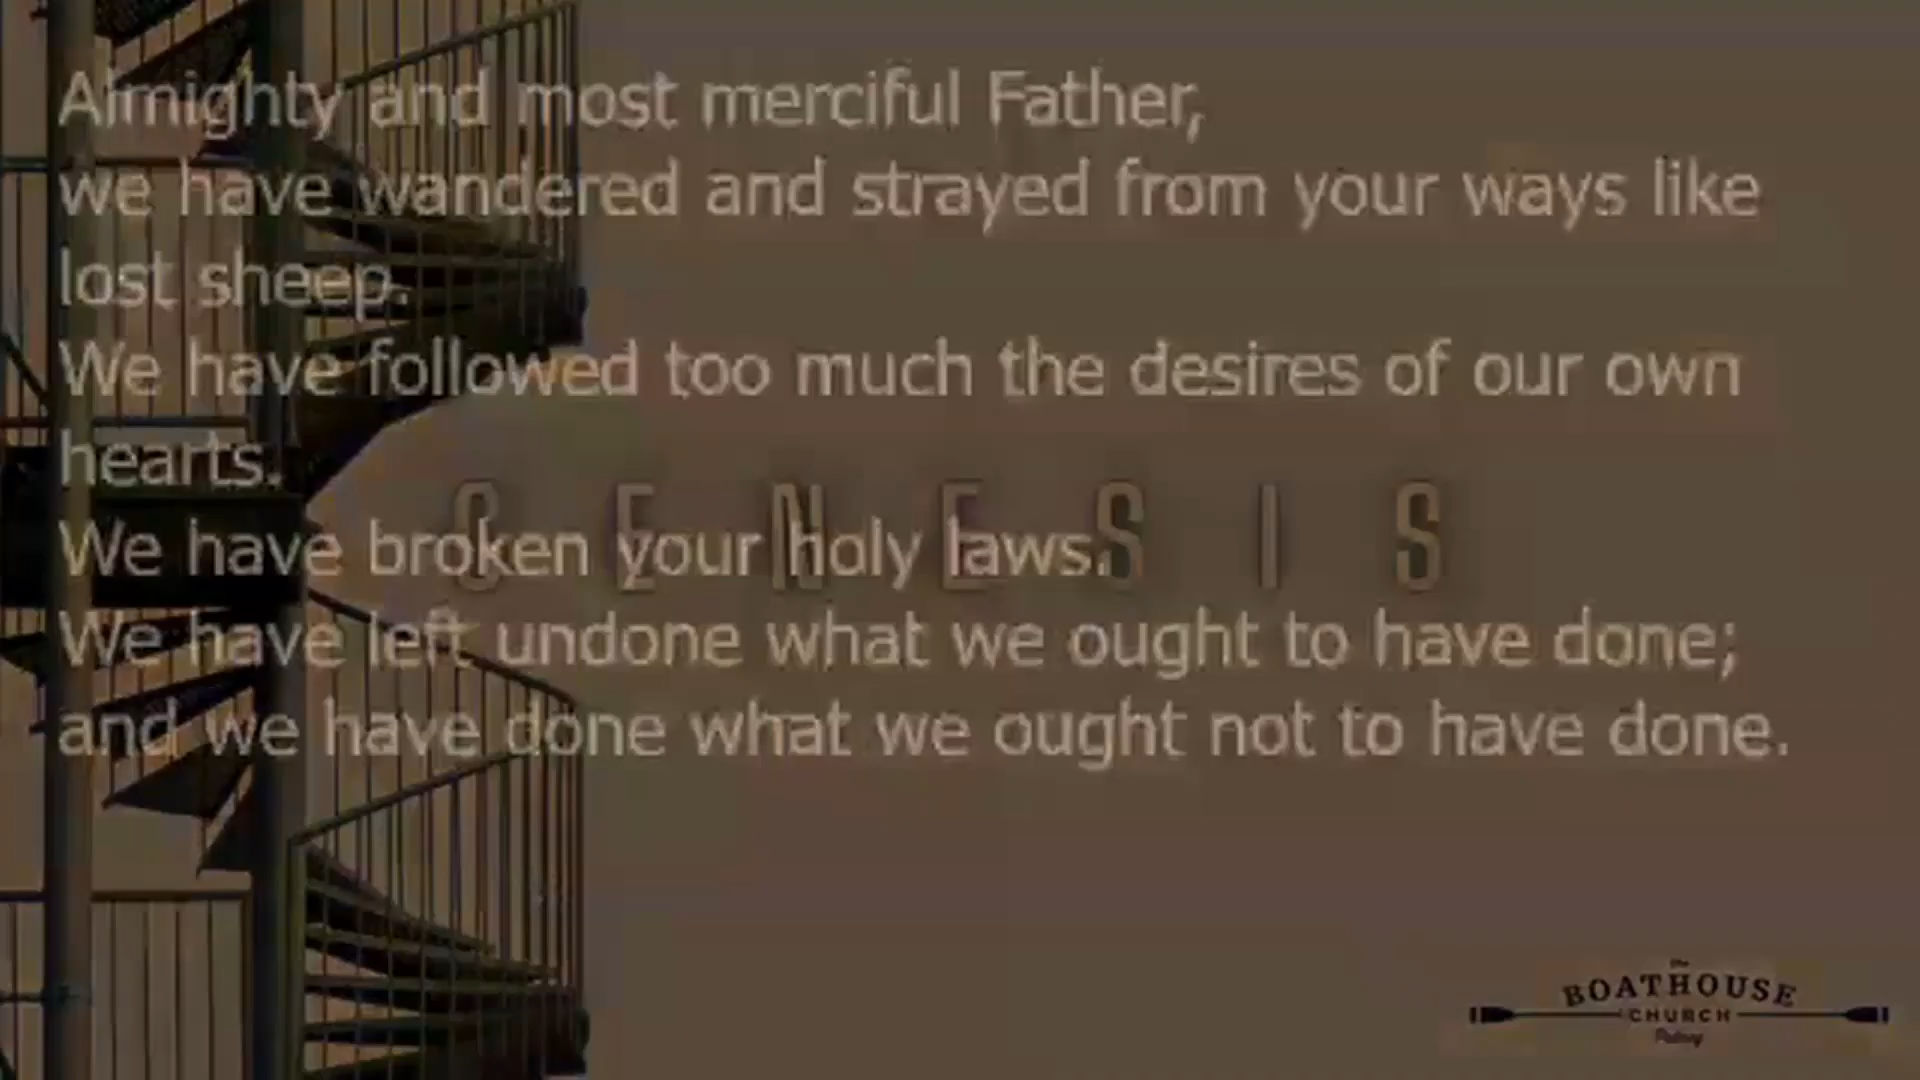 Almighty and most merciful Father,
we have wandered and strayed from your ways like
lost sheep.
We have followed too much the desires of our own
hearts.
GENESIS
We have broken your holy laws.
We have left undone what we ought to have done;
and we have done what we ought not to have done.
The
BOATHOUSE
CHURCH
Putney